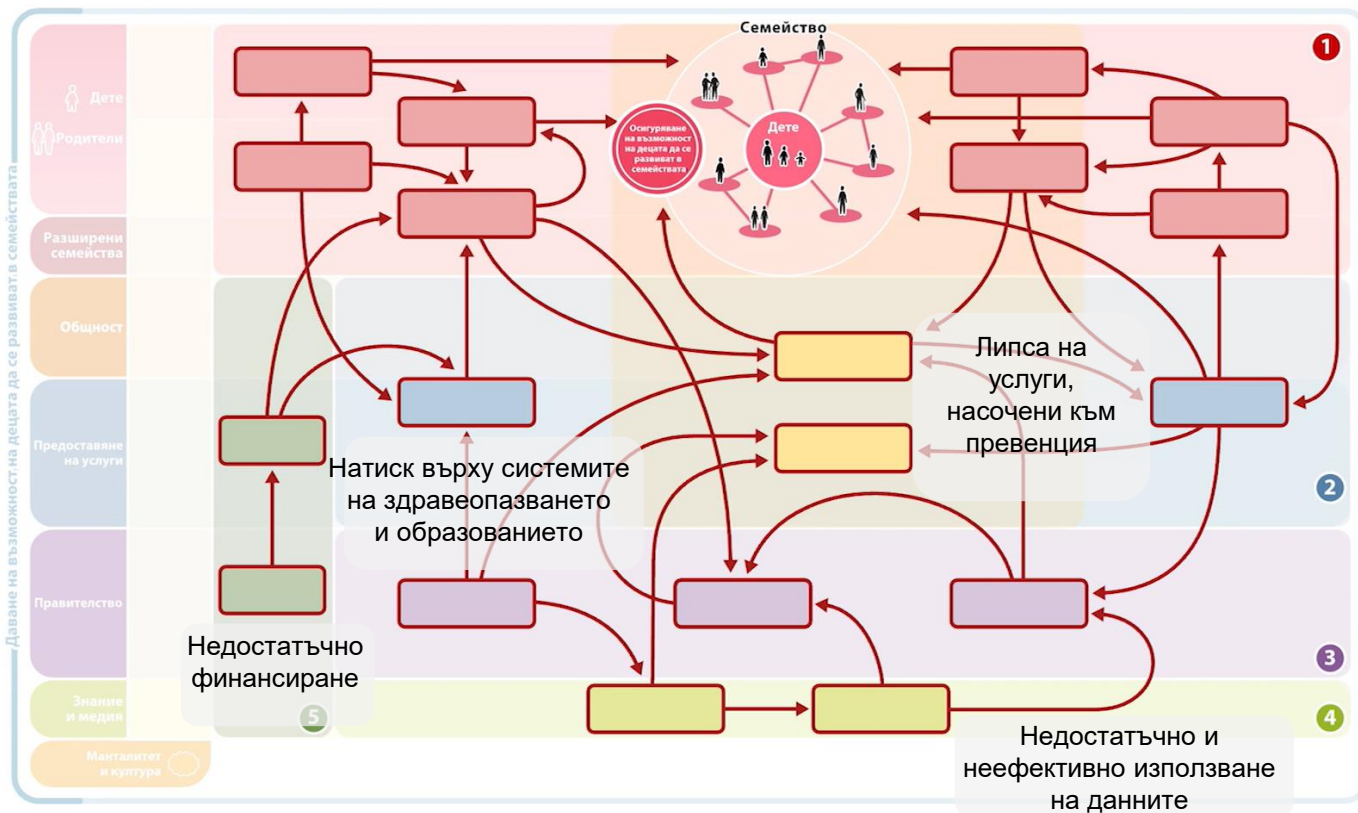 Семейство
1
Дете
Родители
Дете
Осигуряване
на възможност
на децата да се
развиват в
семействата
Разширени
семейства
Общност
Липса на
услуги,
насочени към
превенция
Предоставяне
на услуги
Натиск върху системите
на здравеопазването
и образованието
2
Правителство
Недостатъчно
финансиране
3
Знание
и медия
5
4
Манталитет
и култура
Недостатъчно и
неефективно използване
на данните
Даване на възможност на децата да се развиват в семействата